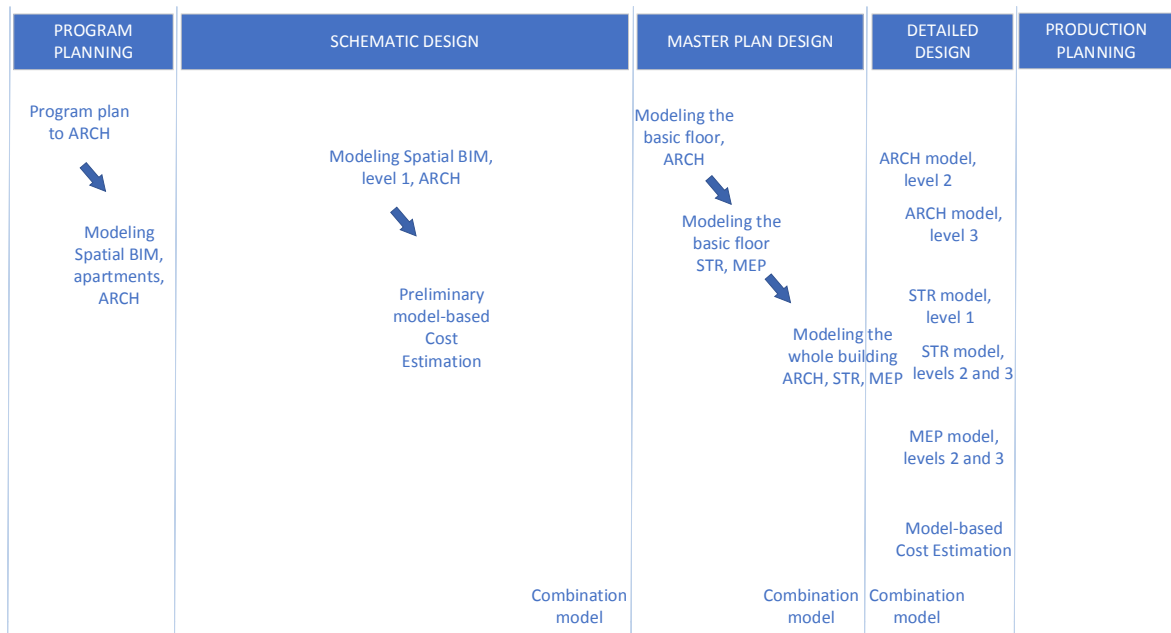 PROGRAM
PLANNING
SCHEMATIC DESIGN
MASTER PLAN DESIGN
DETAILED
DESIGN
PRODUCTION
PLANNING
Program plan
to ARCH
Modeling
Spatial BIM,
apartments,
ARCH
Modeling Spatial BIM,
level 1, ARCH
Preliminary
model-based
Cost
Estimation
Combination
model
Modeling the
basic floor,
ARCH
Modeling the
basic floor
STR, MEP
Modeling the
whole building
ARCH, STR, MEP
Combination
model
ARCH model,
level 2
ARCH model,
level 3
STR model,
level 1
STR model,
levels 2 and 3
MEP model,
levels 2 and 3
Model-based
Cost Estimation
Combination
model